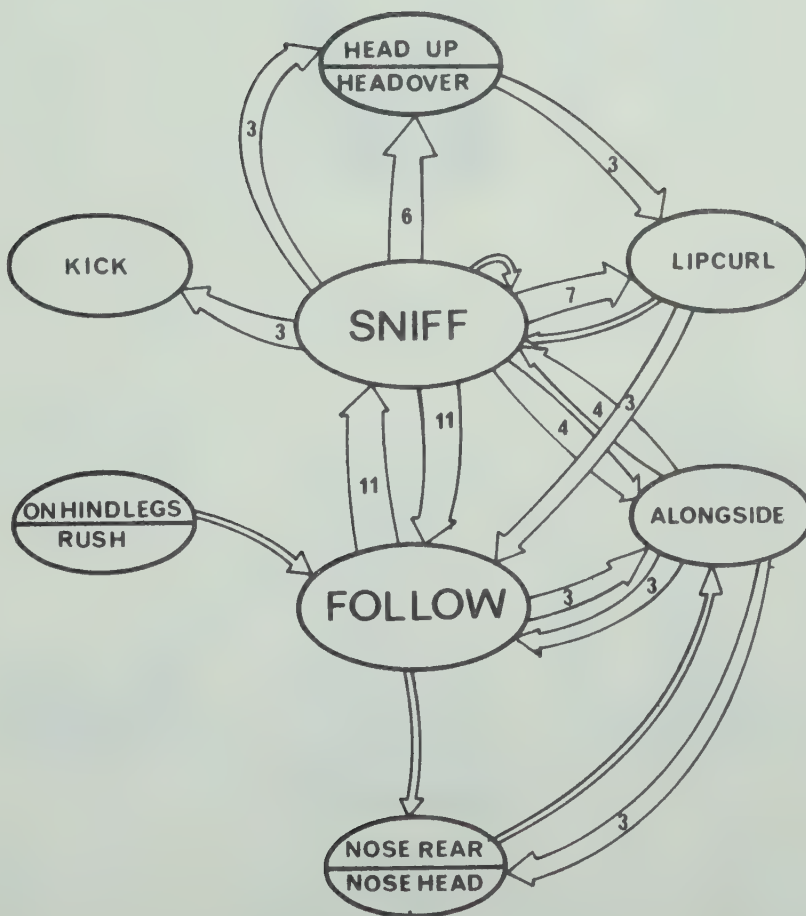 HEAD UP
HEADOVER
3
3
6
KICK
LIPCURL
7
SNIFF
3
4
3
4
11
11
ONHINDLEGS
RUSH
ALONGSIDE
FOLLOW
3
3
3
NOSE REAR
NOSE HEAD